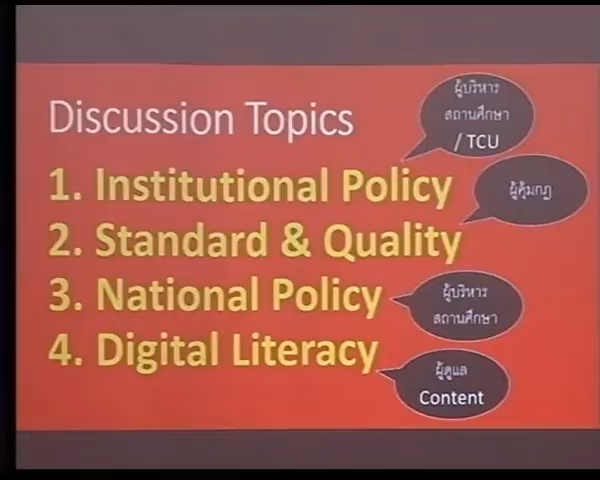 Discussion Topics
ผู้บริหาร
สถานศึกษา
/ TCU
1. Institutional Policy
ผู้คุ้มกฎ
2. Standard & Quality
3. National Policy
ผู้บริหาร
สถานศึกษา
4. Digital Literacy
ผู้ดูแล
Content